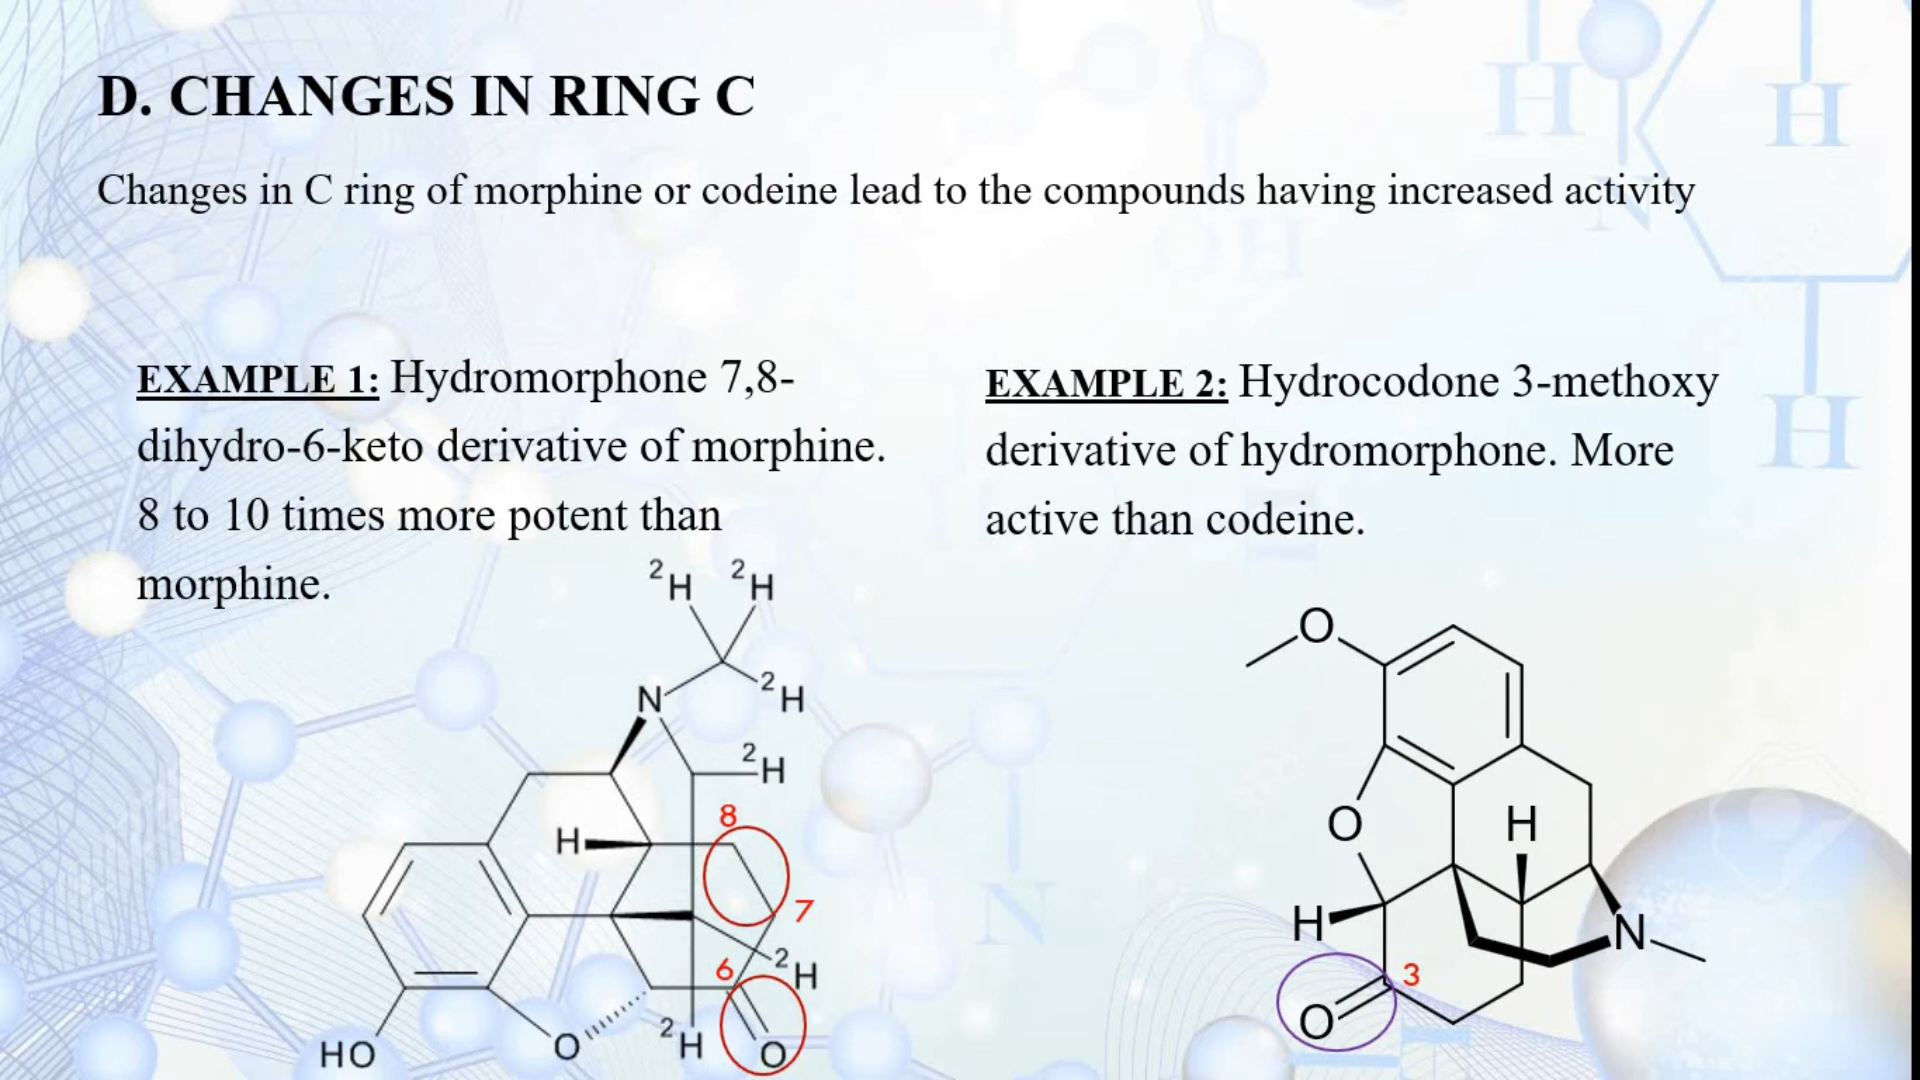 D. CHANGES IN RING C
Changes in C ring of morphine or codeine lead to the compounds having increased activity
EXAMPLE 1: Hydromorphone 7,8-
dihydro-6-keto derivative of morphine.
8 to 10 times more potent than
morphine.
EXAMPLE 2: Hydrocodone 3-methoxy
derivative of hydromorphone. More
active than codeine.
²H ²H
N
²H
²H
8
H
7
6
²H
O
²H
HO
O
O
O
H
H
N
3
O
H
H
N
OH
H
N